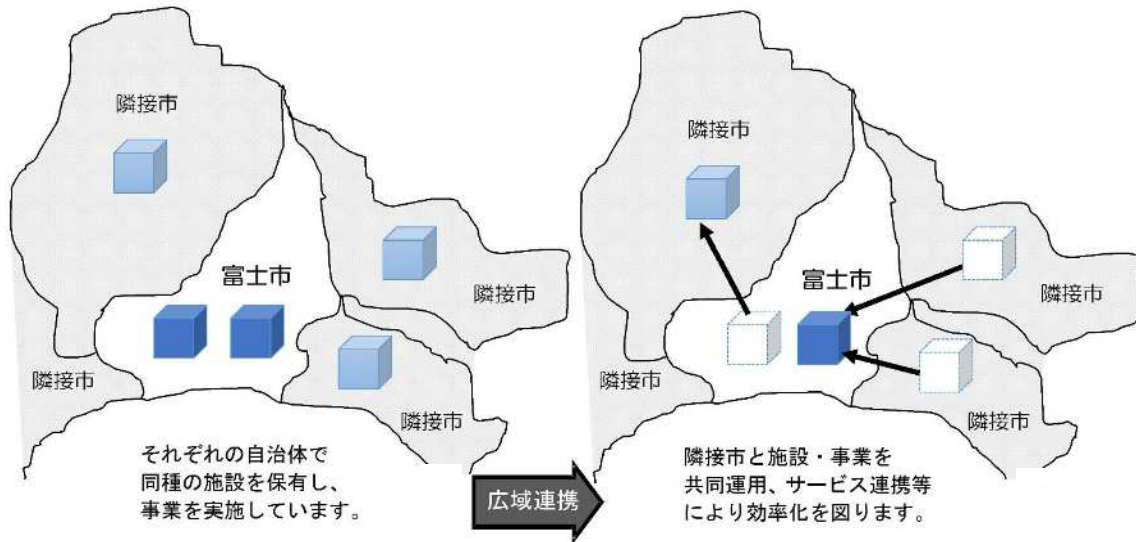 隣接市
隣接市
富士市
隣接市
隣接市
それぞれの自治体で
同種の施設を保有し、
事業を実施しています。
広域連携
隣接市
富士市
隣接市
隣接市
隣接市
隣接市と施設・事業を
共同運用、サービス連携等
により効率化を図ります。